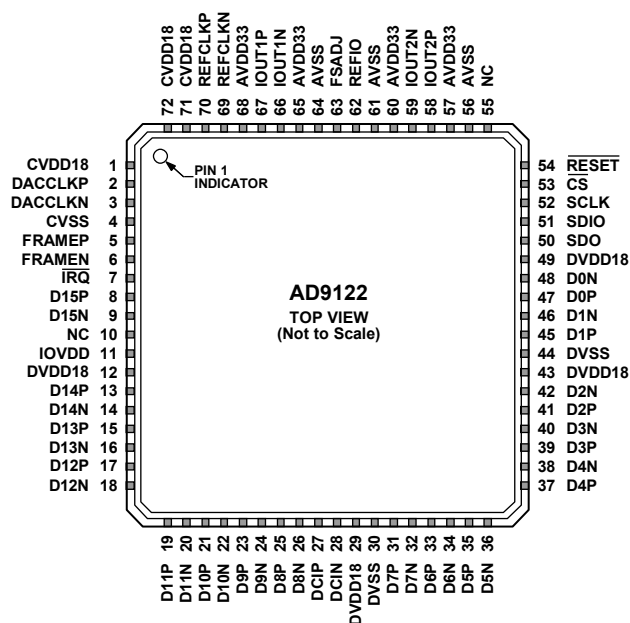 72 CVDD18
71 CVDD18
70 REFCLKP
69 REFCLKN
68 AVDD33
67 IOUT1P
66 IOUT1N
65 AVDD33
64 AVSS
63 FSADJ
62 REFIO
61 AVSS
60 AVDD33
59 IOUT2N
58 IOUT2P
57 AVDD33
56 AVSS
55 NC
CVDD18 1
DACCLKP 2
DACCLKN 3
CVSS 4
FRAMEP 5
FRAMEN 6
IRQ 7
D15P 8
D15N 9
NC 10
IOVDD 11
DVDD18 12
D14P 13
D14N 14
D13P 15
D13N 16
D12P 17
D12N 18
PIN 1
INDICATOR
AD9122
TOP VIEW
(Not to Scale)
54 RESET
53 CS
52 SCLK
51 SDIO
50 SDO
49 DVDD18
48 D0N
47 D0P
46 D1N
45 D1P
44 DVSS
43 DVDD18
42 D2N
41 D2P
40 D3N
39 D3P
38 D4N
37 D4P
D11P 19
D11N 20
D10P 21
D10N 22
D9P 23
D9N 24
D8P 25
D8N 26
DCIP 27
DCIN 28
DVDD18 29
DVSS 30
D7P 31
D7N 32
D6P 33
D6N 34
D5P 35
D5N 36